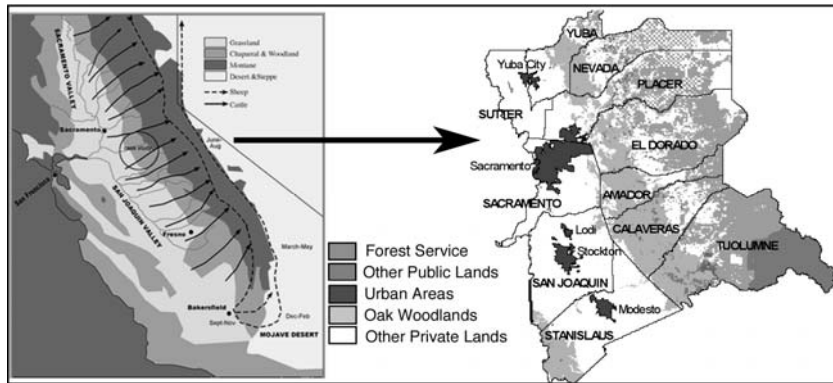 SACRAMENTO VALLEY
Sacramento
San Francisco
SAN JOAQUIN VALLEY
Fresno
Bakersfield
Sept-Nov
MOJAVE DESERT
Dec-Feb
March-May
June-
Aug
Grassland
Chaparral & Woodland
Montane
Desert & Steppe
Sheep
Cattle
Forest Service
Other Public Lands
Urban Areas
Oak Woodlands
Other Private Lands
YUBA
Yuba City
NEVADA
PLACER
SUTTER
EL DORADO
Sacramento
SACRAMENTO
AMADOR
CALAVERAS
Lodi
Stockton
TUOLUMNE
SAN JOAQUIN
Modesto
STANISLAUS